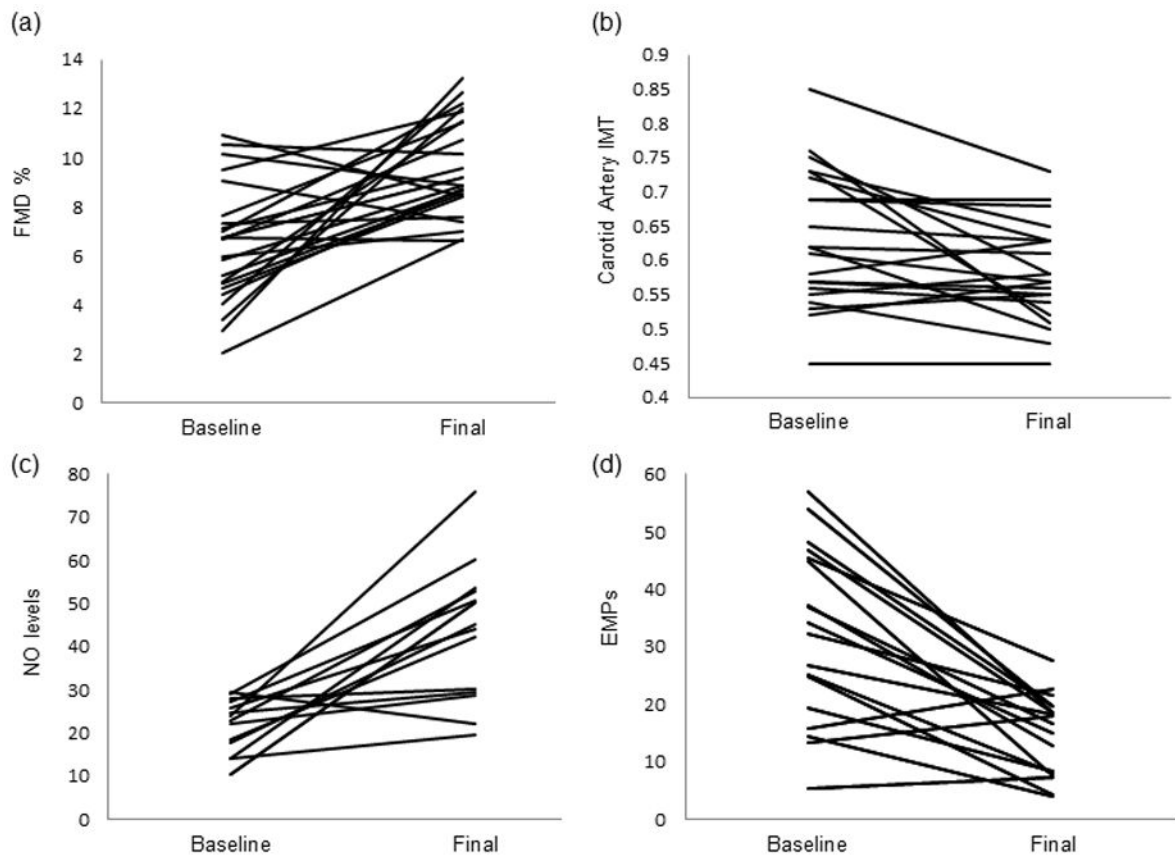 (a)
14
12
10
8
6
4
2
0
FMD %
Baseline Final
(b)
0.9
0.85
0.8
0.75
0.7
0.65
0.6
0.55
0.5
0.45
0.4
Carotid Artery IMT
Baseline Final
(c)
80
70
60
50
40
30
20
10
0
NO levels
Baseline Final
(d)
60
50
40
30
20
10
0
EMPs
Baseline Final